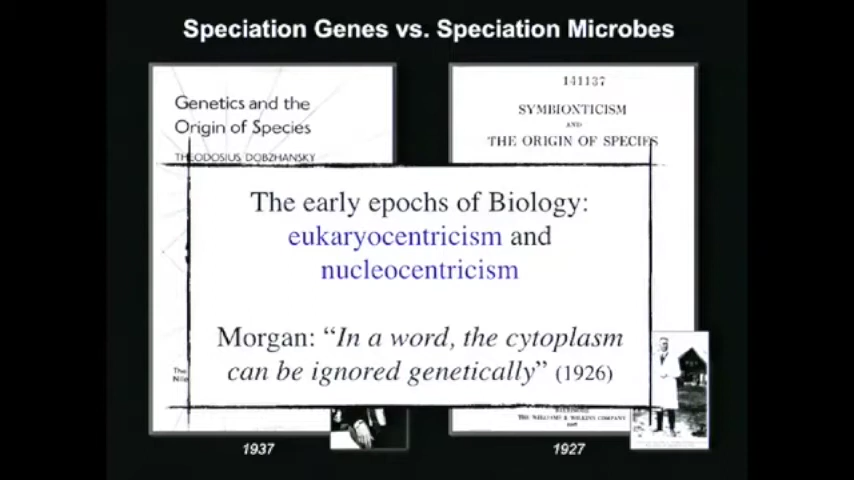 Speciation Genes vs. Speciation Microbes
Genetics and the
Origin of Species
THEODOSIUS DOBZHANSKY
141137
SYMBIONTICISM
AND
THE ORIGIN OF SPECIES
The early epochs of Biology:
eukaryocentricism and
nucleocentricism
Morgan: “In a word, the cytoplasm
can be ignored genetically” (1926)
The
BALTIMORE
THE WILLIAMS & WILKINS COMPANY
1937
1927